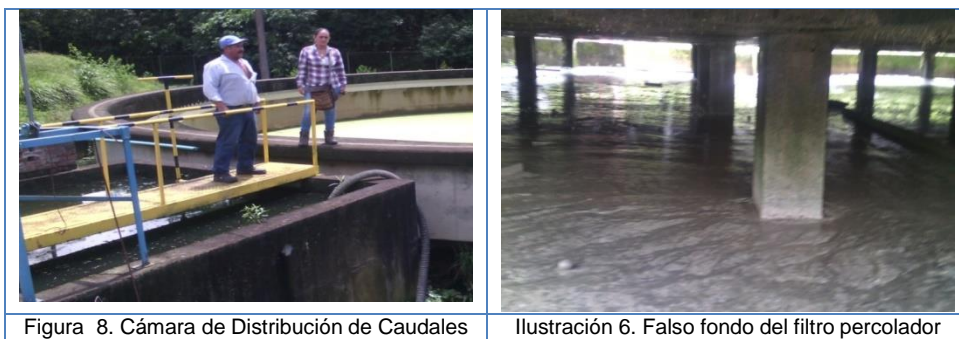 Figura 8. Cámara de Distribución de Caudales
Ilustración 6. Falso fondo del filtro percolador